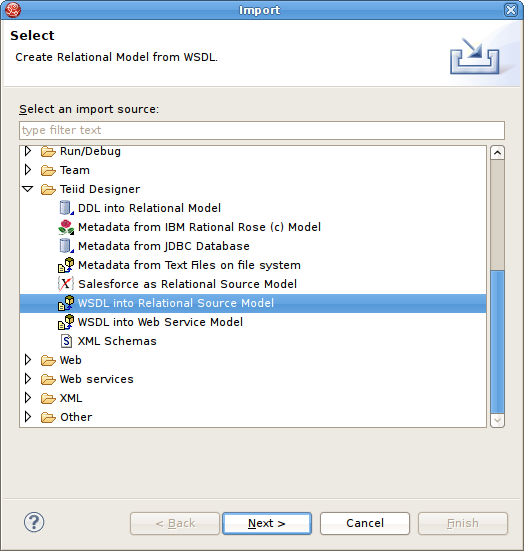 Import
Select
Create Relational Model from WSDL.
Select an import source:
type filter text
Run/Debug
Team
Teiid Designer
DDL into Relational Model
Metadata from IBM Rational Rose (c) Model
Metadata from JDBC Database
Metadata from Text Files on file system
Salesforce as Relational Source Model
WSDL into Relational Source Model
WSDL into Web Service Model
XML Schemas
Web
Web services
XML
Other
< Back Next > Cancel Finish